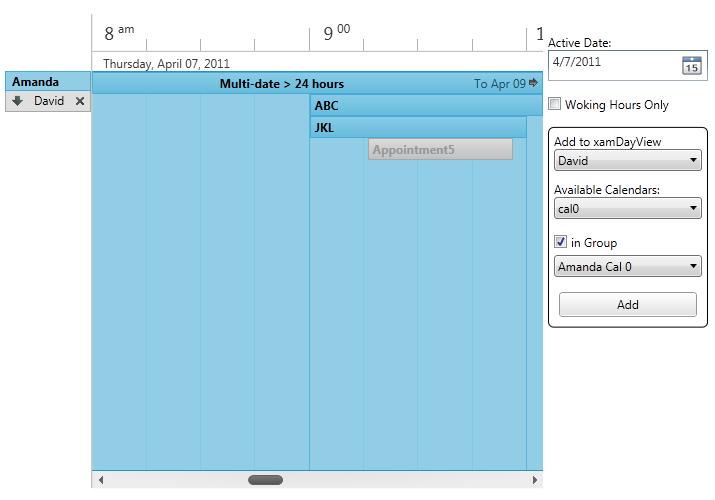 8 am
9 00
1
Thursday, April 07, 2011
Amanda
David
Multi-date > 24 hours
To Apr 09
ABC
JKL
Appointment5
Active Date:
4/7/2011
15
Woking Hours Only
Add to xamDayView
David
Available Calendars:
cal0
in Group
Amanda Cal 0
Add